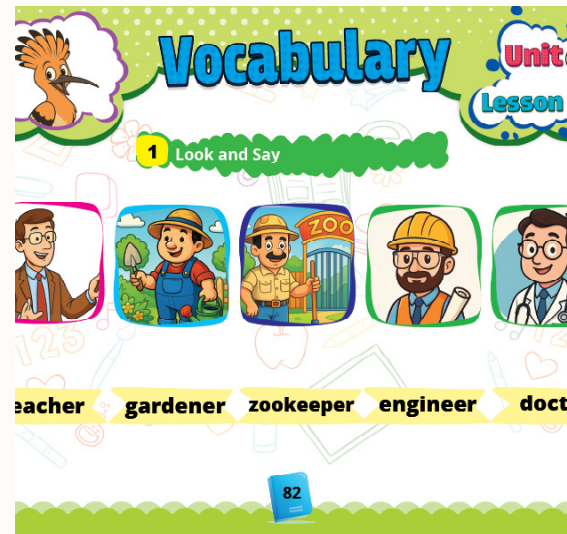 Vocabulary
Unit
Lesson
1 Look and Say
ZOO
eacher gardener zookeeper engineer doct
82